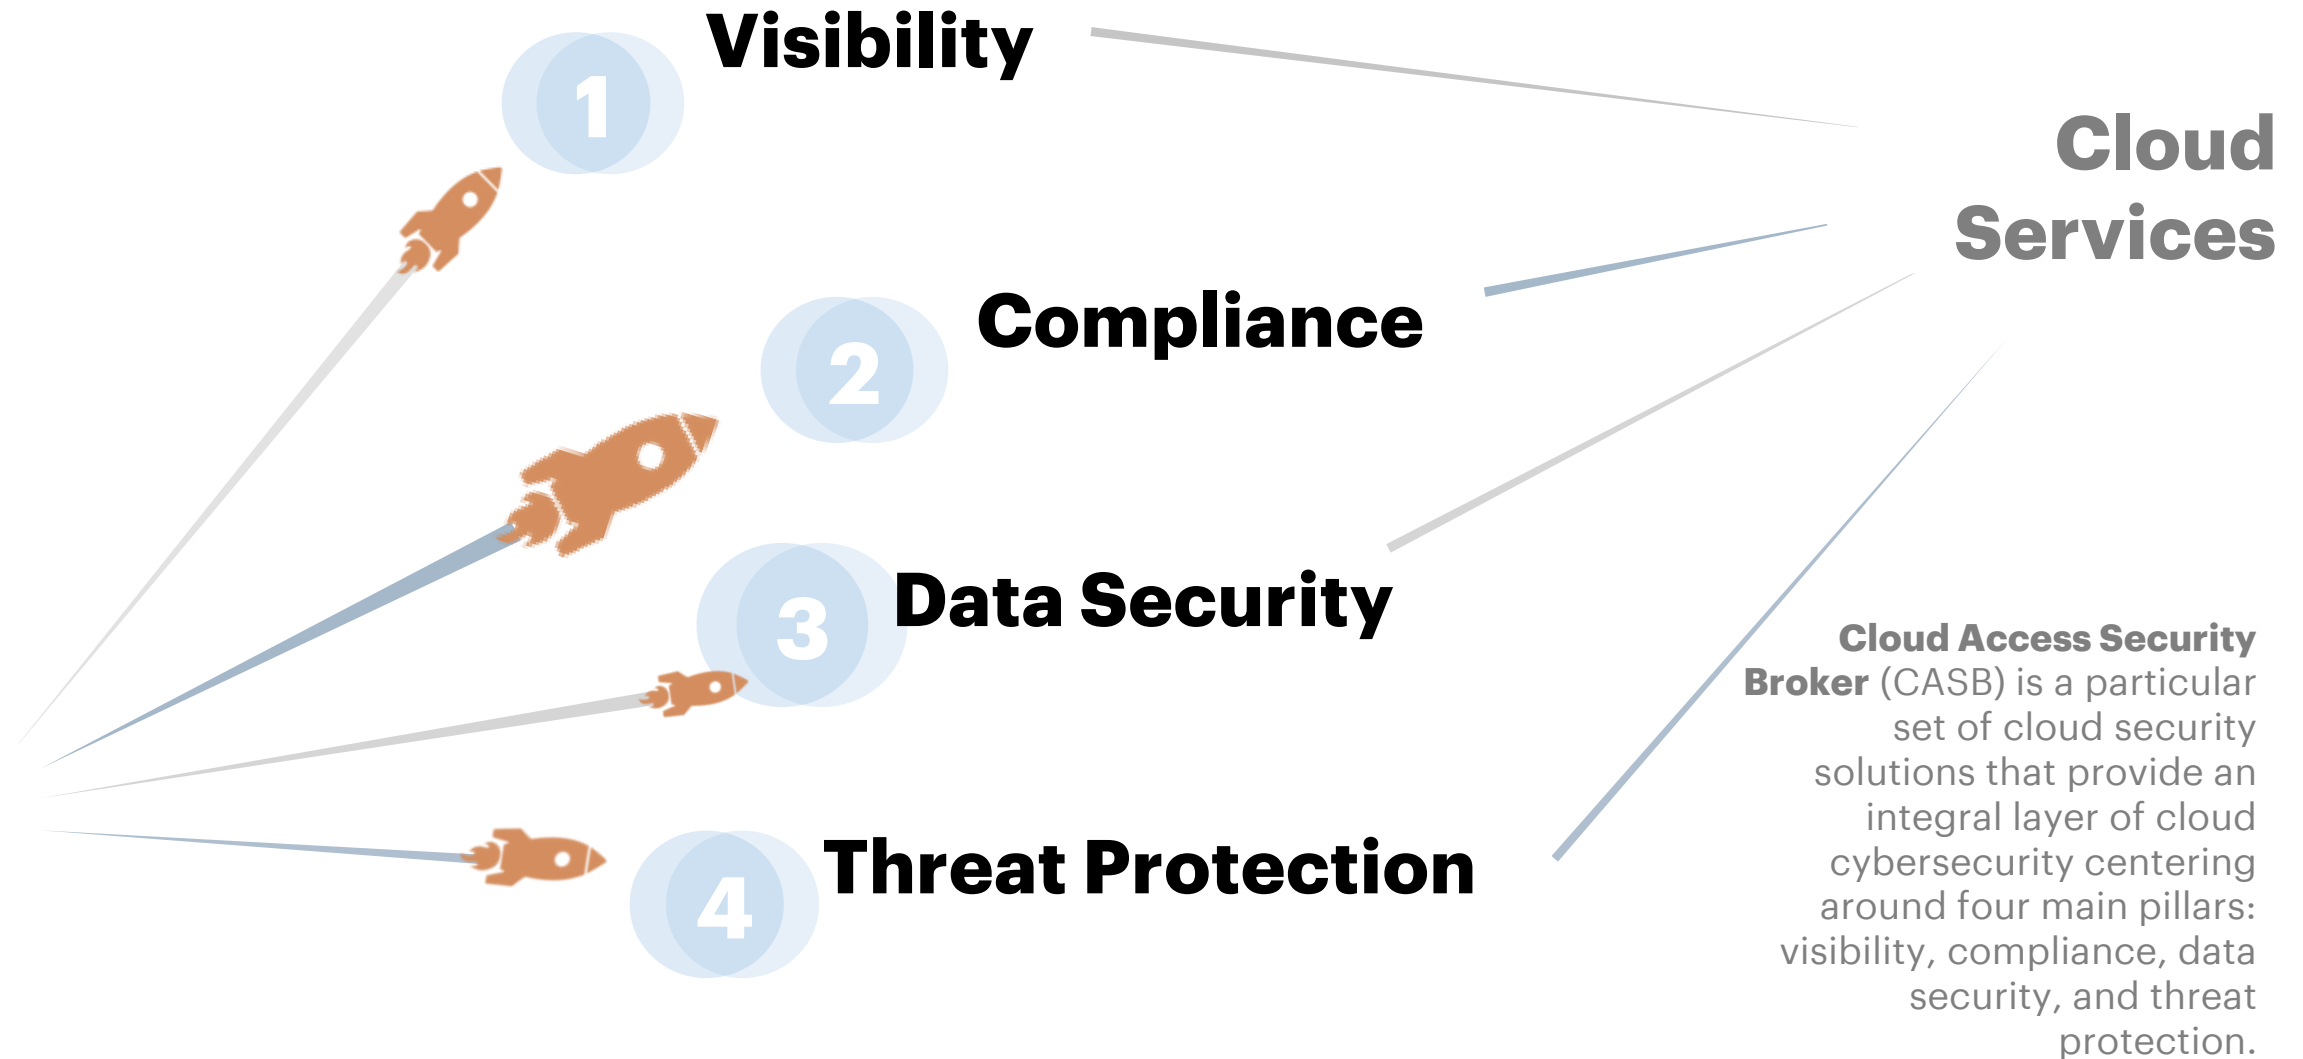 1
Visibility
Cloud
Services
2
Compliance
3
Data Security
4
Threat Protection
Cloud Access Security
Broker (CASB) is a particular
set of cloud security
solutions that provide an
integral layer of cloud
cybersecurity centering
around four main pillars:
visibility, compliance, data
security, and threat
protection.